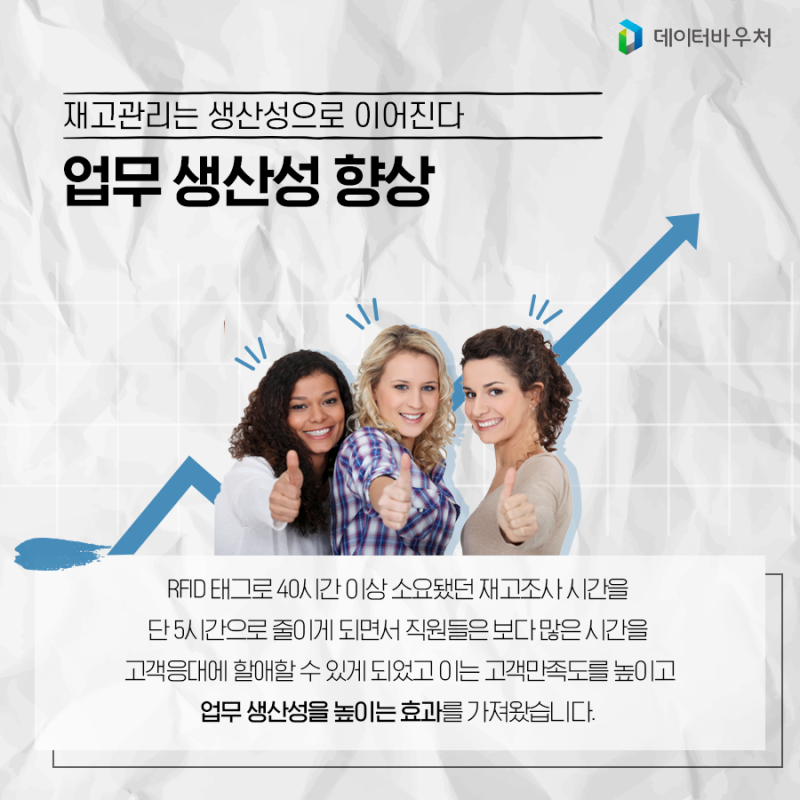 데이터바우처
재고관리는 생산성으로 이어진다
업무 생산성 향상
RFID 태그로 40시간 이상 소요됐던 재고조사 시간을
단 5시간으로 줄이게 되면서 직원들은 보다 많은 시간을
고객응대에 할애할 수 있게 되었고 이는 고객만족도를 높이고
업무 생산성을 높이는 효과를 가져왔습니다.